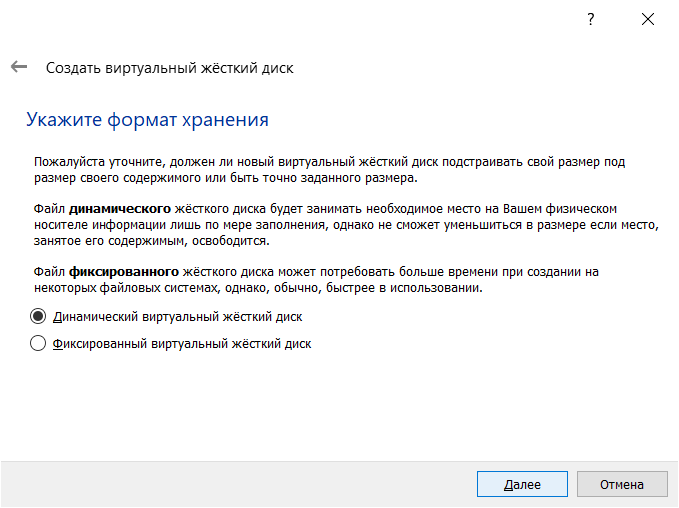 ?
Создать виртуальный жёсткий диск
Укажите формат хранения
Пожалуйста уточните, должен ли новый виртуальный жёсткий диск подстраивать свой размер под
размер своего содержимого или быть точно заданного размера.
Файл динамического жёсткого диска будет занимать необходимое место на Вашем физическом
носителе информации лишь по мере заполнения, однако не сможет уменьшиться в размере если место,
занятое его содержимым, освободится.
Файл фиксированного жёсткого диска может потребовать больше времени при создании на
некоторых файловых системах, однако, обычно, быстрее в использовании.
Динамический виртуальный жёсткий диск
Фиксированный виртуальный жёсткий диск
Далее Отмена